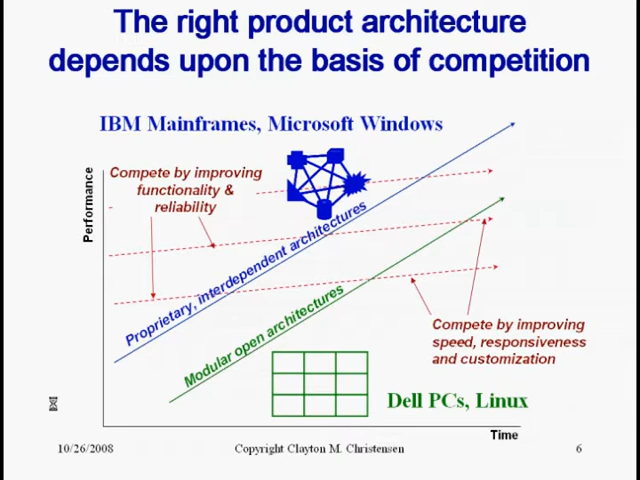 The right product architecture
depends upon the basis of competition
IBM Mainframes, Microsoft Windows
Compete by improving
functionality &
reliability
Performance
Proprietary, interdependent architectures
Modular open architectures
Compete by improving
speed, responsiveness
and customization
Dell PCs, Linux
Time
10/26/2008
Copyright Clayton M. Christensen
6